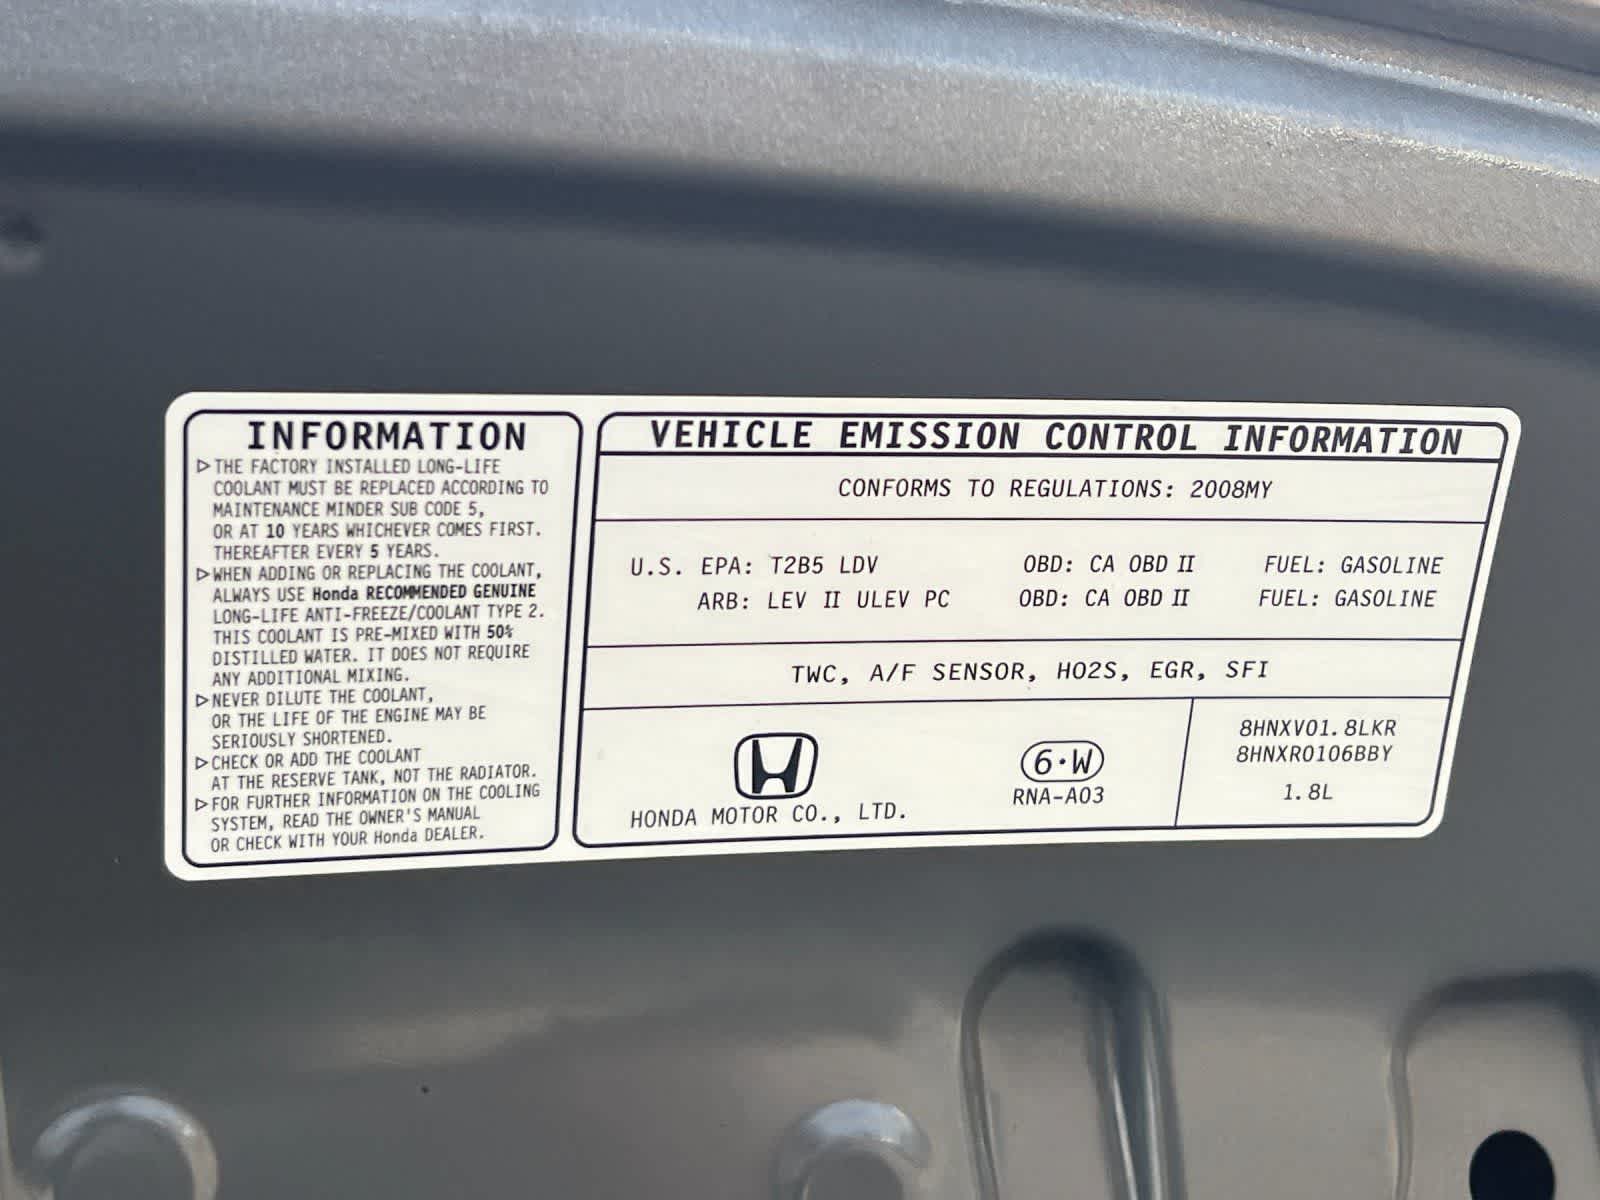 INFORMATION
▷THE FACTORY INSTALLED LONG-LIFE
COOLANT MUST BE REPLACED ACCORDING TO
MAINTENANCE MINDER SUB CODE 5,
OR AT 10 YEARS WHICHEVER COMES FIRST.
THEREAFTER EVERY 5 YEARS.
▷WHEN ADDING OR REPLACING THE COOLANT,
ALWAYS USE Honda RECOMMENDED GENUINE
LONG-LIFE ANTI-FREEZE/COOLANT TYPE 2.
THIS COOLANT IS PRE-MIXED WITH 50%
DISTILLED WATER. IT DOES NOT REQUIRE
ANY ADDITIONAL MIXING.
▷NEVER DILUTE THE COOLANT,
OR THE LIFE OF THE ENGINE MAY BE
SERIOUSLY SHORTENED.
▷CHECK OR ADD THE COOLANT
AT THE RESERVE TANK, NOT THE RADIATOR.
▷FOR FURTHER INFORMATION ON THE COOLING
SYSTEM, READ THE OWNER'S MANUAL
OR CHECK WITH YOUR Honda DEALER.
VEHICLE EMISSION CONTROL INFORMATION
CONFORMS TO REGULATIONS: 2008MY
U.S. EPA: T2B5 LDV OBD: CA OBD II FUEL: GASOLINE
ARB: LEV II ULEV PC OBD: CA OBD II FUEL: GASOLINE
TWC, A/F SENSOR, HO2S, EGR, SFI
HONDA MOTOR CO., LTD.
6·W
RNA-A03
8HNXV01.8LKR
8HNXR0106BBY
1.8L